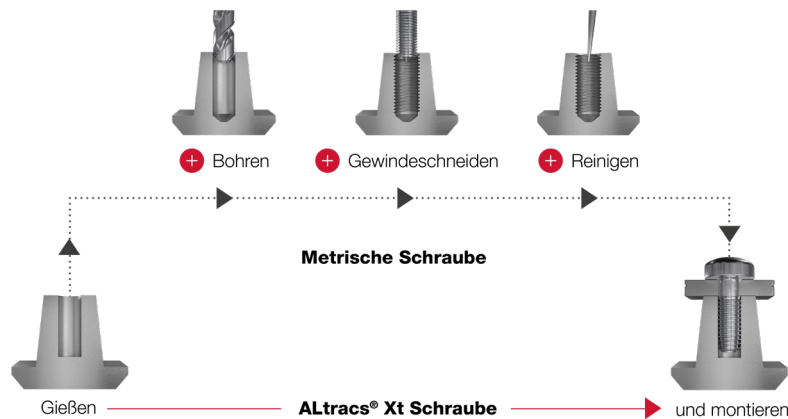 Bohren
Gewindeschneiden
Reinigen
Metrische Schraube
Gießen
ALtracs® Xt Schraube
und montieren